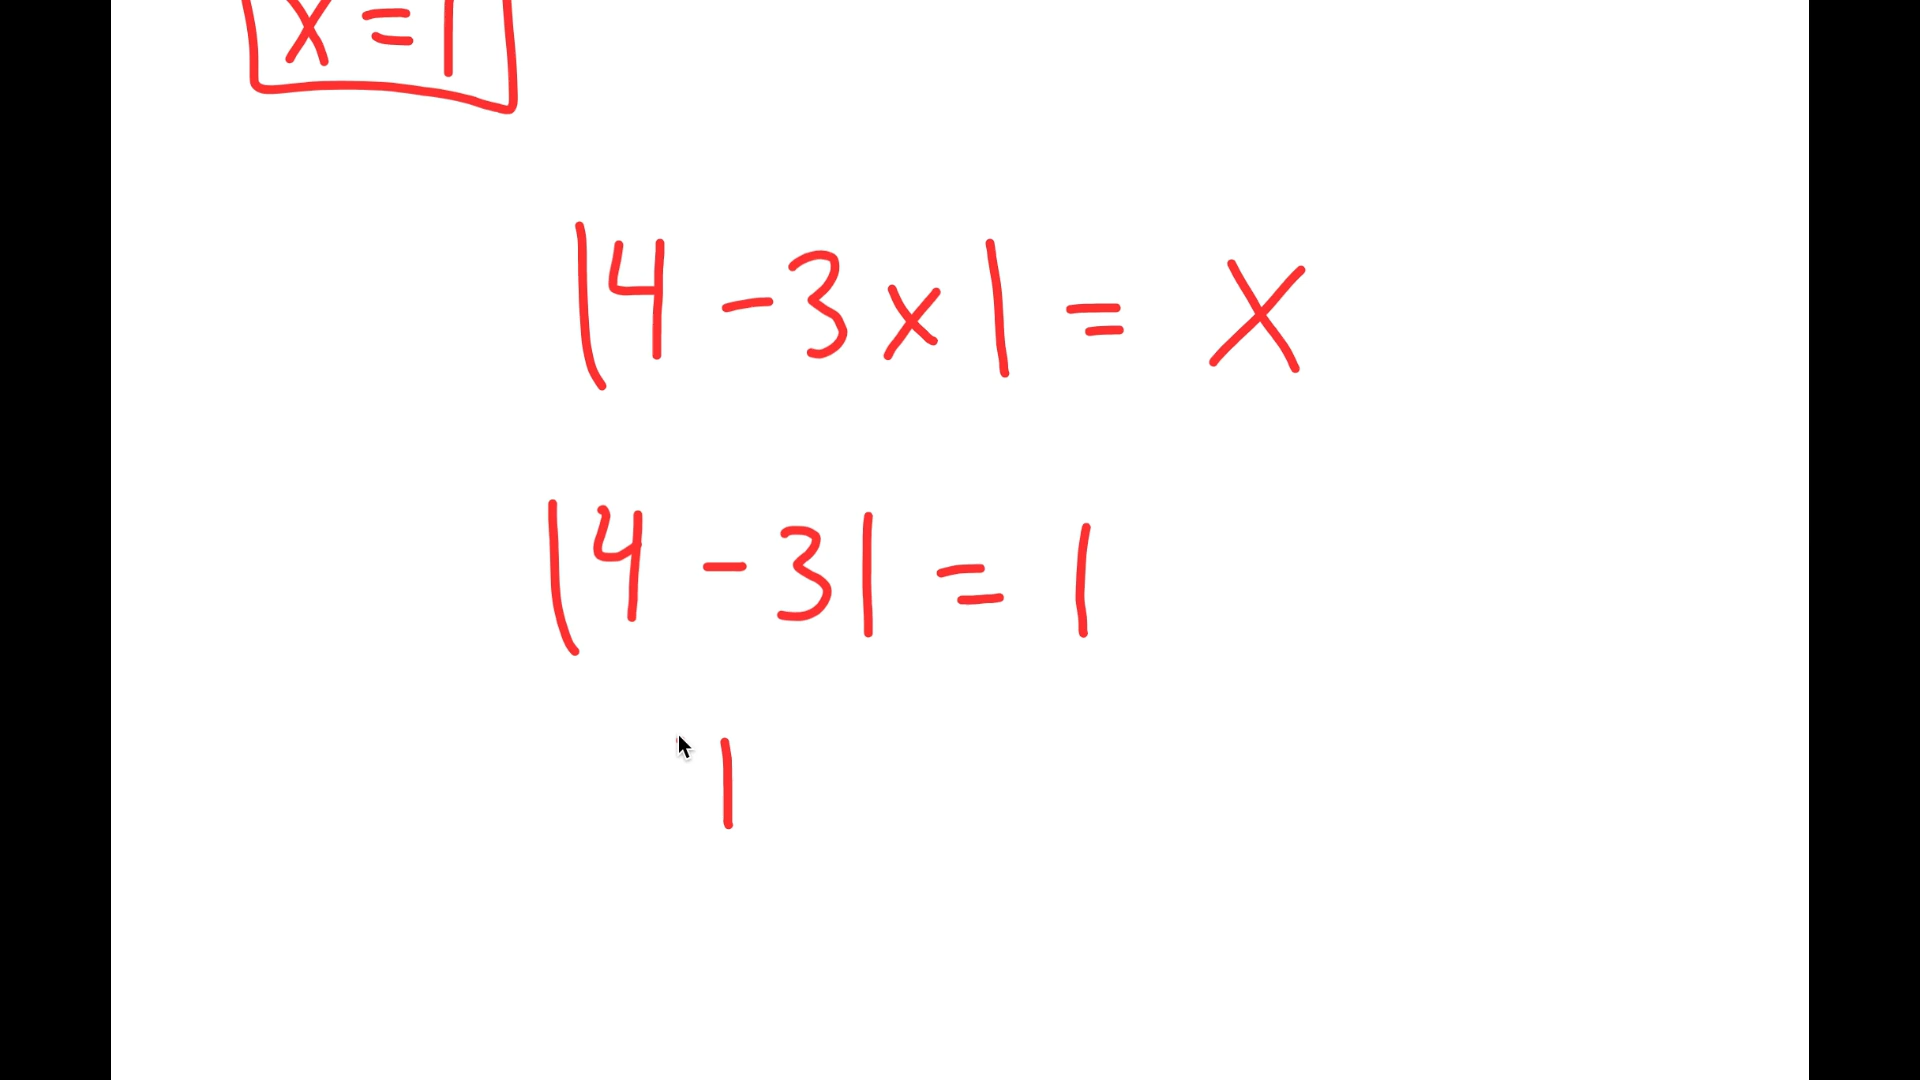 x = 1
|4 - 3x| = x
|4 - 3| = 1
1